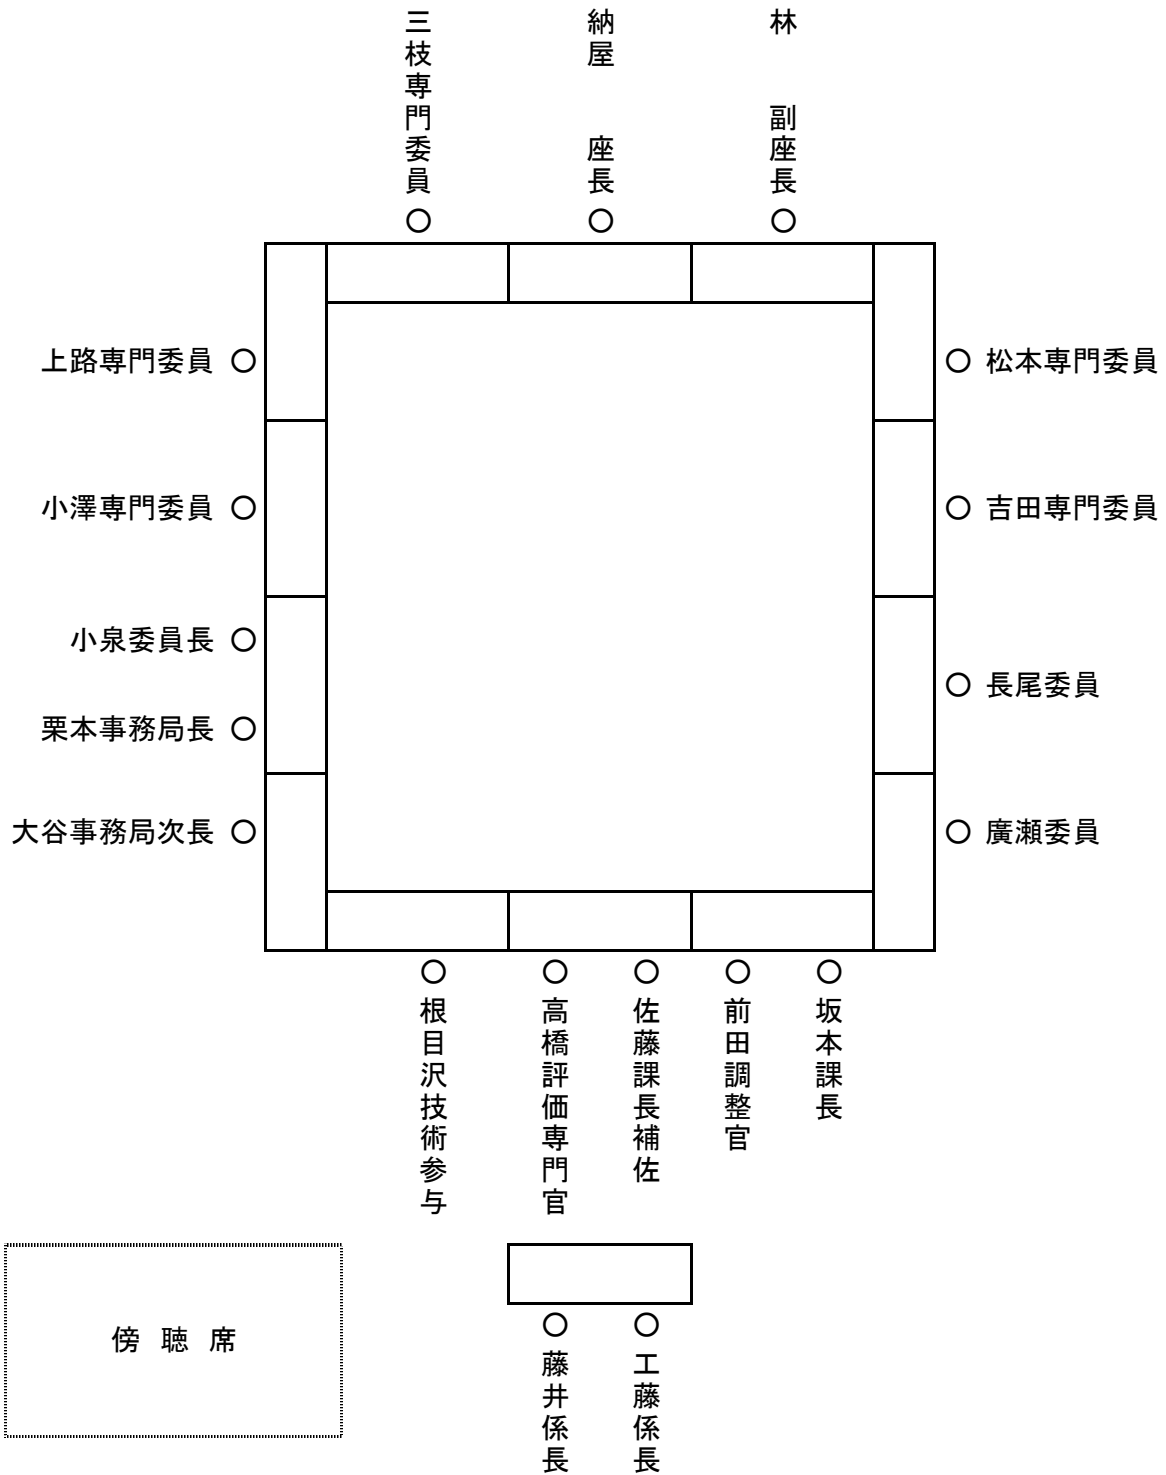 三枝専門委員
納屋 座長
林 副座長
上路専門委員
松本専門委員
小澤専門委員
吉田専門委員
小泉委員長
長尾委員
栗本事務局長
大谷事務局次長
廣瀬委員
根目沢技術参与
高橋評価専門官
佐藤課長補佐
前田調整官
坂本課長
傍 聴 席
藤井係長
工藤係長